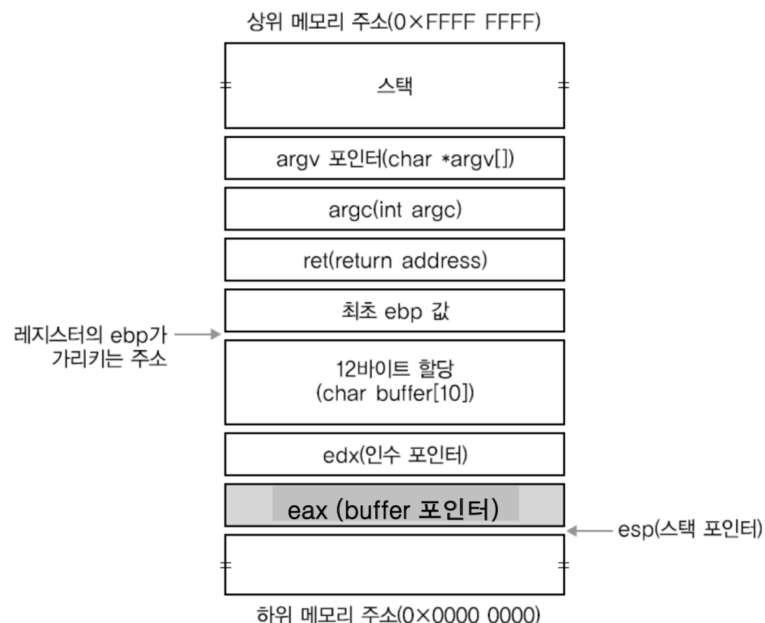 상위 메모리 주소(0×FFFF FFFF)
스택
argv 포인터(char *argv[])
argc(int argc)
ret(return address)
최초 ebp 값
레지스터의 ebp가
가리키는 주소
12바이트 할당
(char buffer[10])
edx(인수 포인터)
eax (buffer 포인터)
esp(스택 포인터)
하위 메모리 주소(0×0000 0000)